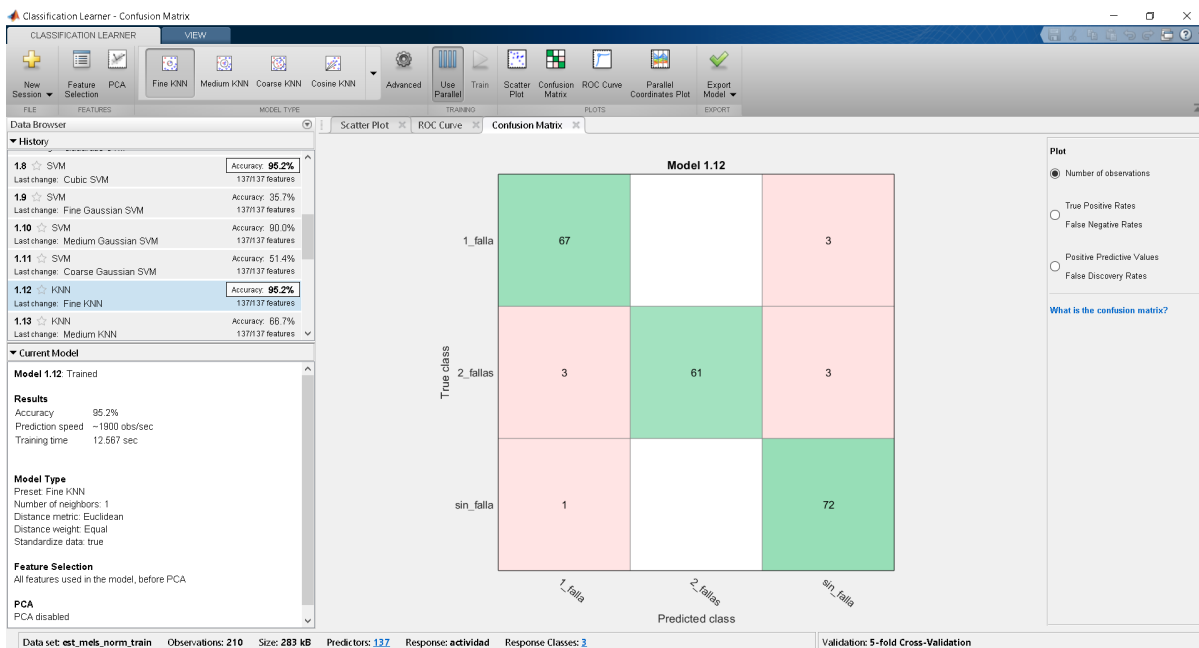 Classification Learner - Confusion Matrix
CLASSIFICATION LEARNER VIEW
New Session
Feature Selection
PCA
Fine KNN
Medium KNN
Coarse KNN
Cosine KNN
Advanced
Use Parallel
Train
Scatter Plot
Confusion Matrix
ROC Curve
Parallel Coordinates Plot
Export Model
FILE FEATURES MODEL TYPE TRAINING PLOTS EXPORT
Data Browser
History
1.8 SVM Accuracy: 95.2%
Last change: Cubic SVM 137/137 features
1.9 SVM Accuracy: 35.7%
Last change: Fine Gaussian SVM 137/137 features
1.10 SVM Accuracy: 90.0%
Last change: Medium Gaussian SVM 137/137 features
1.11 SVM Accuracy: 51.4%
Last change: Coarse Gaussian SVM 137/137 features
1.12 KNN Accuracy: 95.2%
Last change: Fine KNN 137/137 features
1.13 KNN Accuracy: 66.7%
Last change: Medium KNN 137/137 features
Current Model
Model 1.12: Trained
Results
Accuracy 95.2%
Prediction speed ~1900 obs/sec
Training time 12.567 sec
Model Type
Preset: Fine KNN
Number of neighbors: 1
Distance metric: Euclidean
Distance weight: Equal
Standardize data: true
Feature Selection
All features used in the model, before PCA
PCA
PCA disabled
Scatter Plot ROC Curve Confusion Matrix
Model 1.12
True class
1_falla 67 3
2_fallas 3 61 3
sin_falla 1 72
1_falla 2_fallas sin_falla
Predicted class
Plot
Number of observations
True Positive Rates
False Negative Rates
Positive Predictive Values
False Discovery Rates
What is the confusion matrix?
Data set: est_mels_norm_train Observations: 210 Size: 283 kB Predictors: 137 Response: actividad Response Classes: 3 Validation: 5-fold Cross-Validation